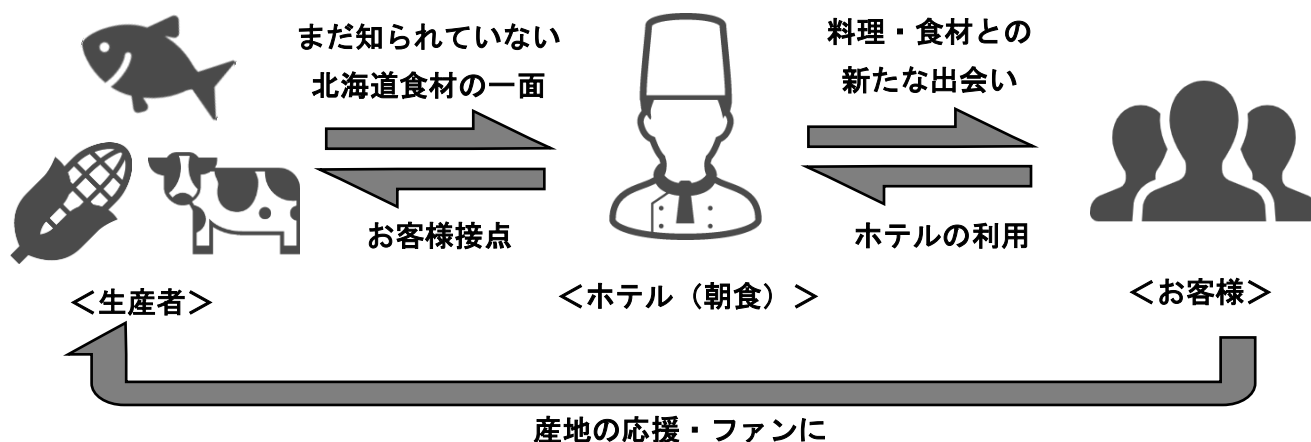 まだ知られていない
北海道食材の一面
料理・食材との
新たな出会い
お客様接点
ホテルの利用
＜生産者＞
＜ホテル（朝食）＞
＜お客様＞
産地の応援・ファンに